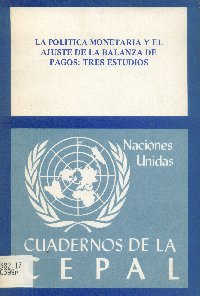 LA POLITICA MONETARIA Y EL
AJUSTE DE LA BALANZA DE
PAGOS: TRES ESTUDIOS
Naciones
Unidas
CUADERNOS DE LA
CEPAL